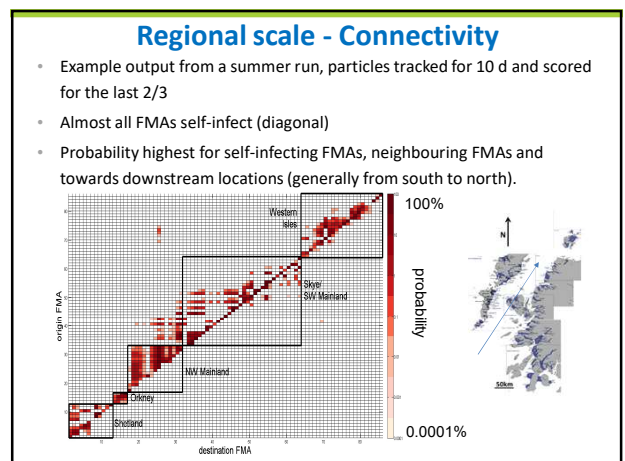 Regional scale - Connectivity
• Example output from a summer run, particles tracked for 10 d and scored
for the last 2/3
• Almost all FMAs self-infect (diagonal)
• Probability highest for self-infecting FMAs, neighbouring FMAs and
towards downstream locations (generally from south to north).
100%
Western
Isles
N
Skye/
SW Mainland
probability
origin FMA
NW Mainland
Orkney
Shetland
50km
0.0001%
destination FMA